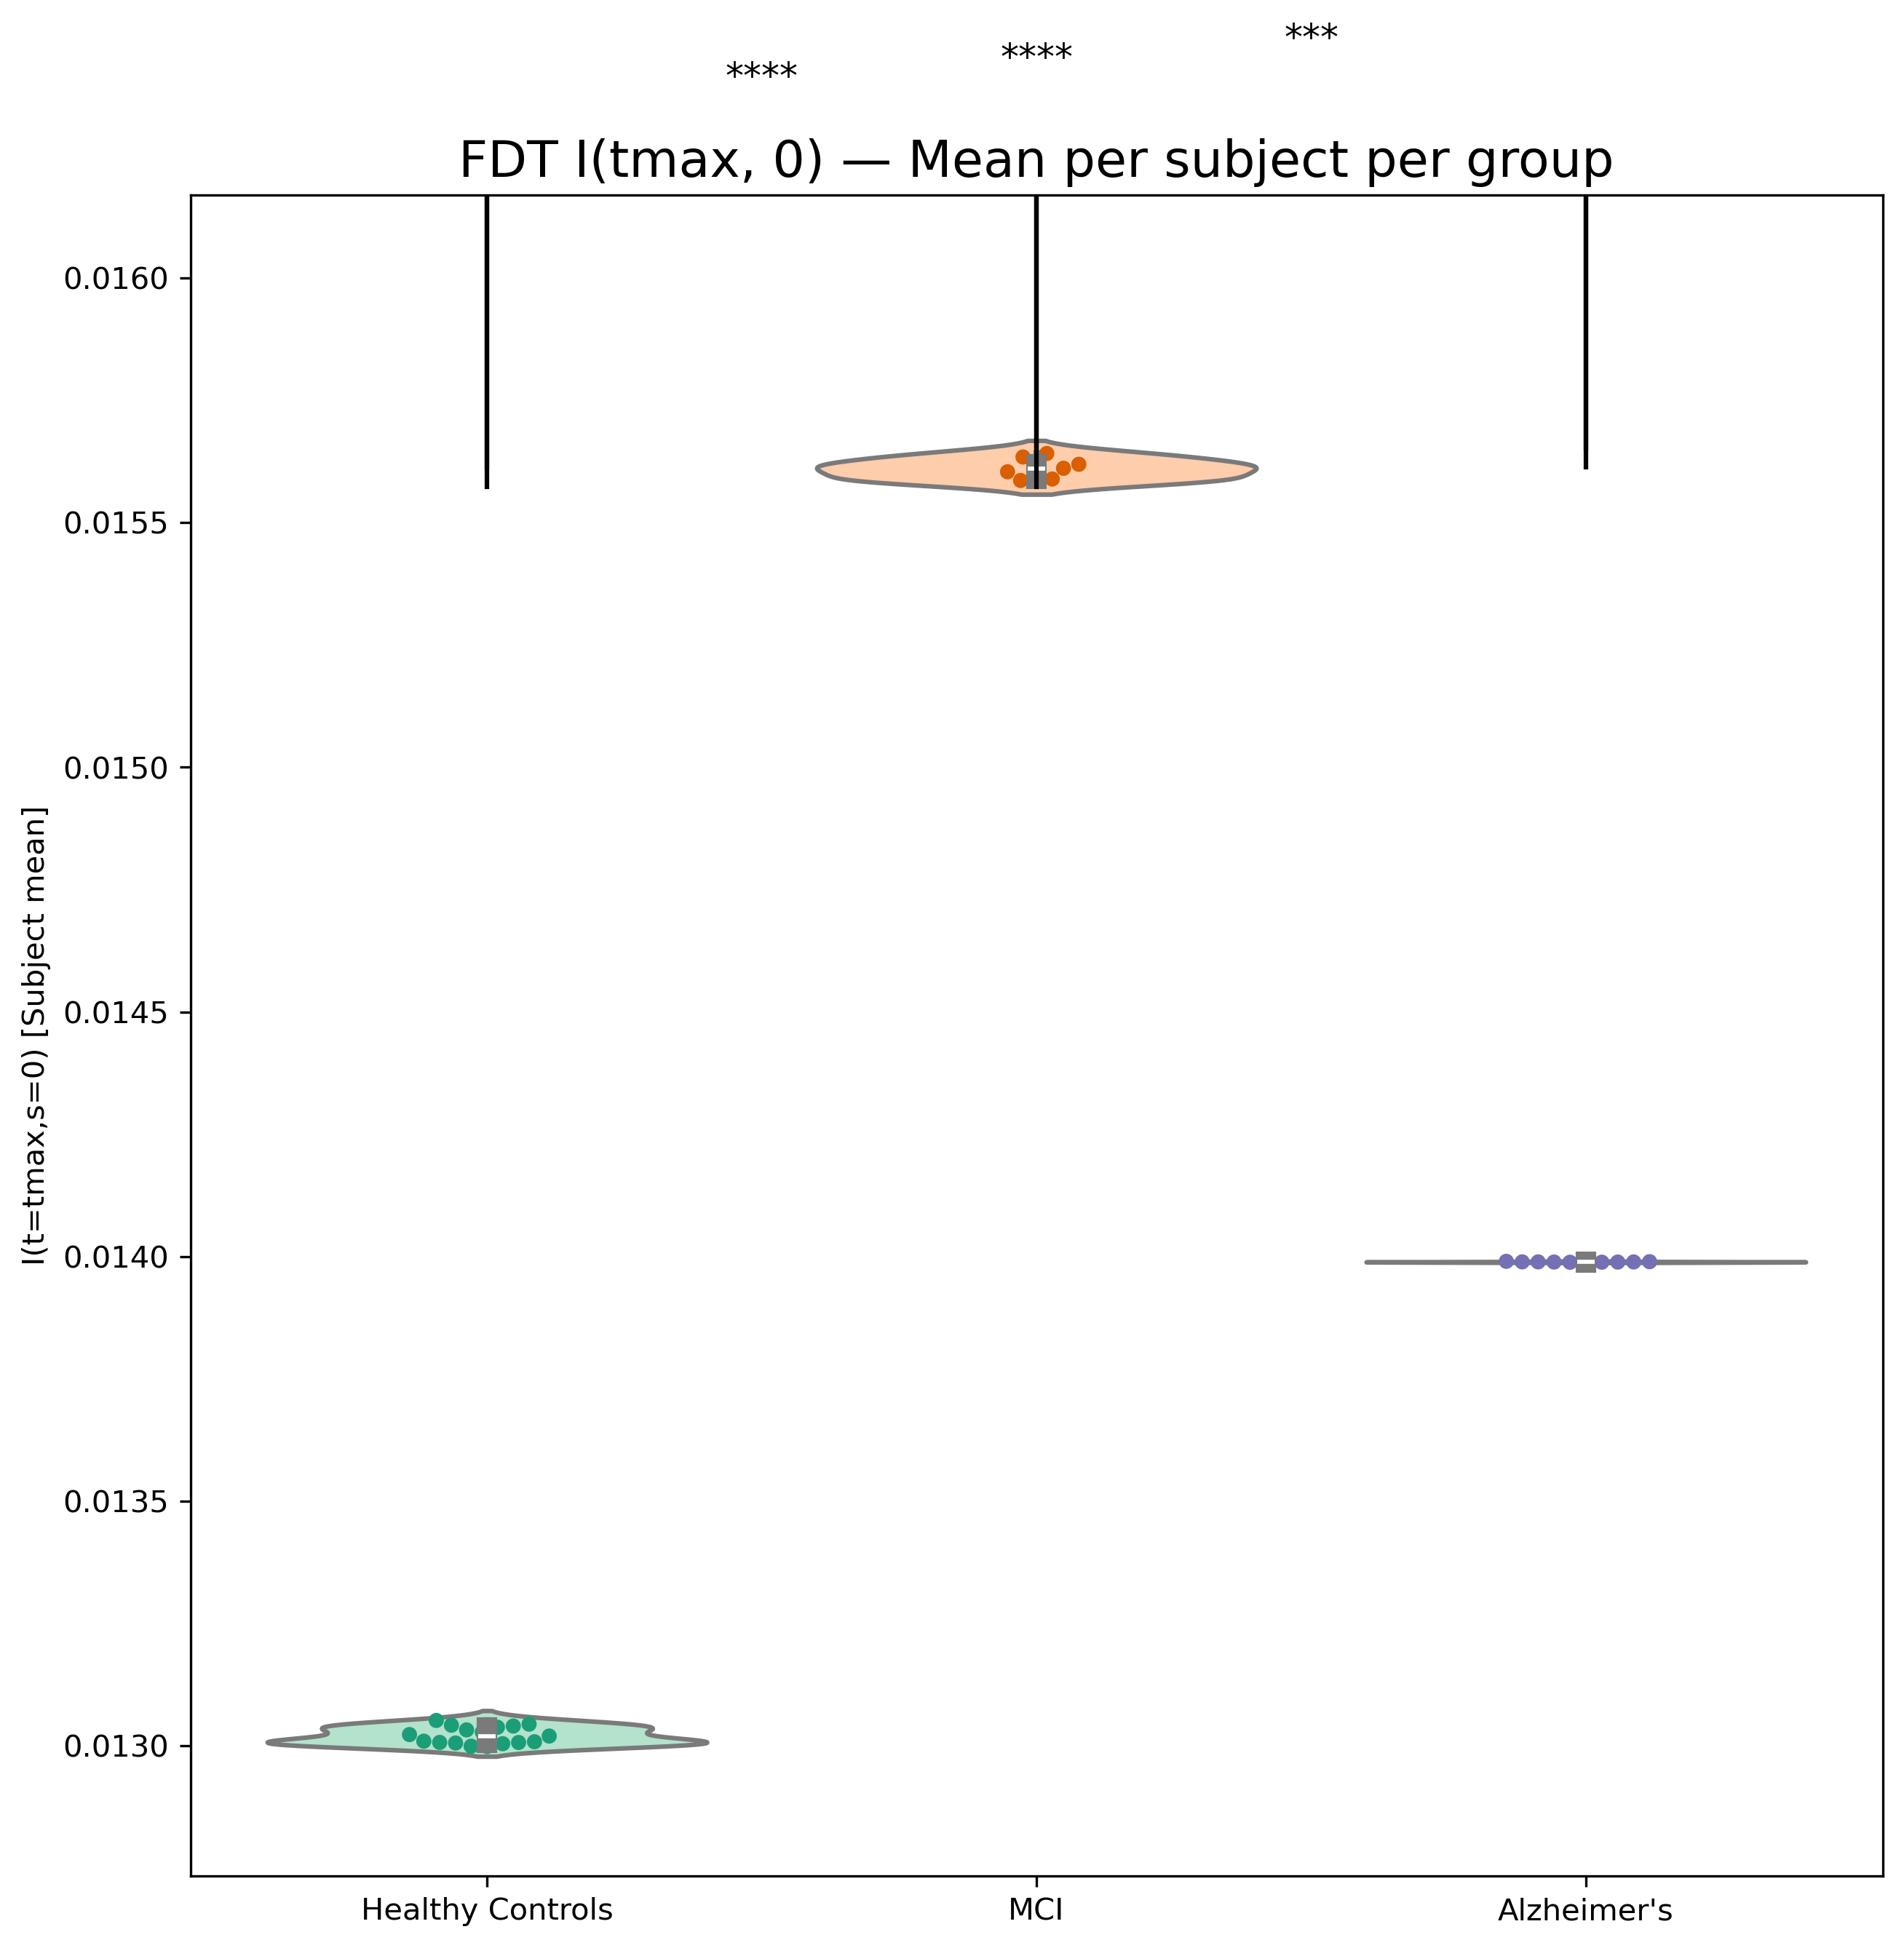 ***
****
****
FDT I(tmax, 0) — Mean per subject per group
0.0160
0.0155
0.0150
0.0145
0.0140
0.0135
0.0130
I(t=tmax,s=0) [Subject mean]
Healthy Controls
MCI
Alzheimer's